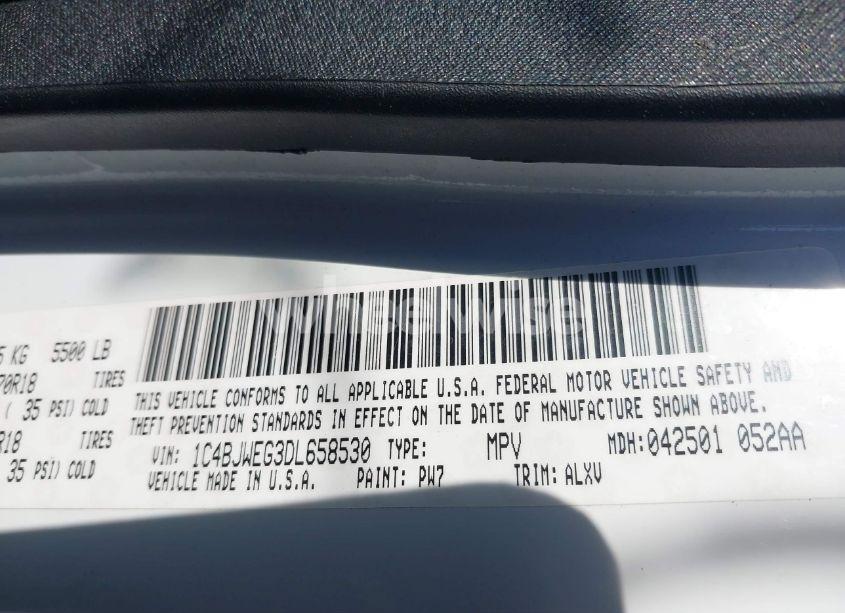 5 KG 5500 LB
70R18 TIRES
( 35 PSI) COLD
R18 TIRES
35 PSI) COLD
THIS VEHICLE CONFORMS TO ALL APPLICABLE U.S.A. FEDERAL MOTOR VEHICLE SAFETY AND
THEFT PREVENTION STANDARDS IN EFFECT ON THE DATE OF MANUFACTURE SHOWN ABOVE.
VIN: 1C4BJWEG3DL658530 TYPE: MPV MDH:042501 052AA
VEHICLE MADE IN U.S.A. PAINT: PW7 TRIM: ALXV
wheelwise